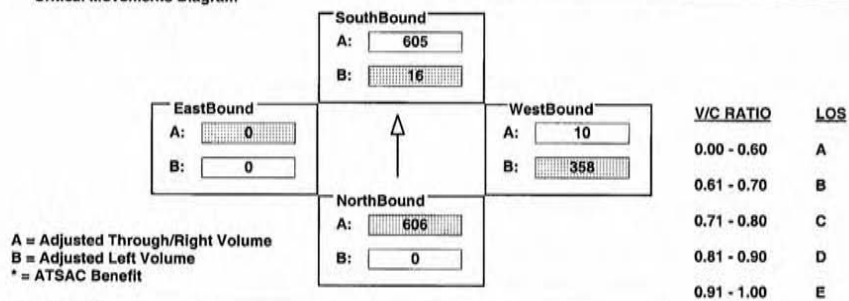 Critical Movements Diagram
SouthBound
A: 605
B: 16
EastBound
A: 0
B: 0
WestBound
A: 10
B: 358
NorthBound
A: 606
B: 0
A = Adjusted Through/Right Volume
B = Adjusted Left Volume
* = ATSAC Benefit
V/C RATIO LOS
0.00 - 0.60 A
0.61 - 0.70 B
0.71 - 0.80 C
0.81 - 0.90 D
0.91 - 1.00 E